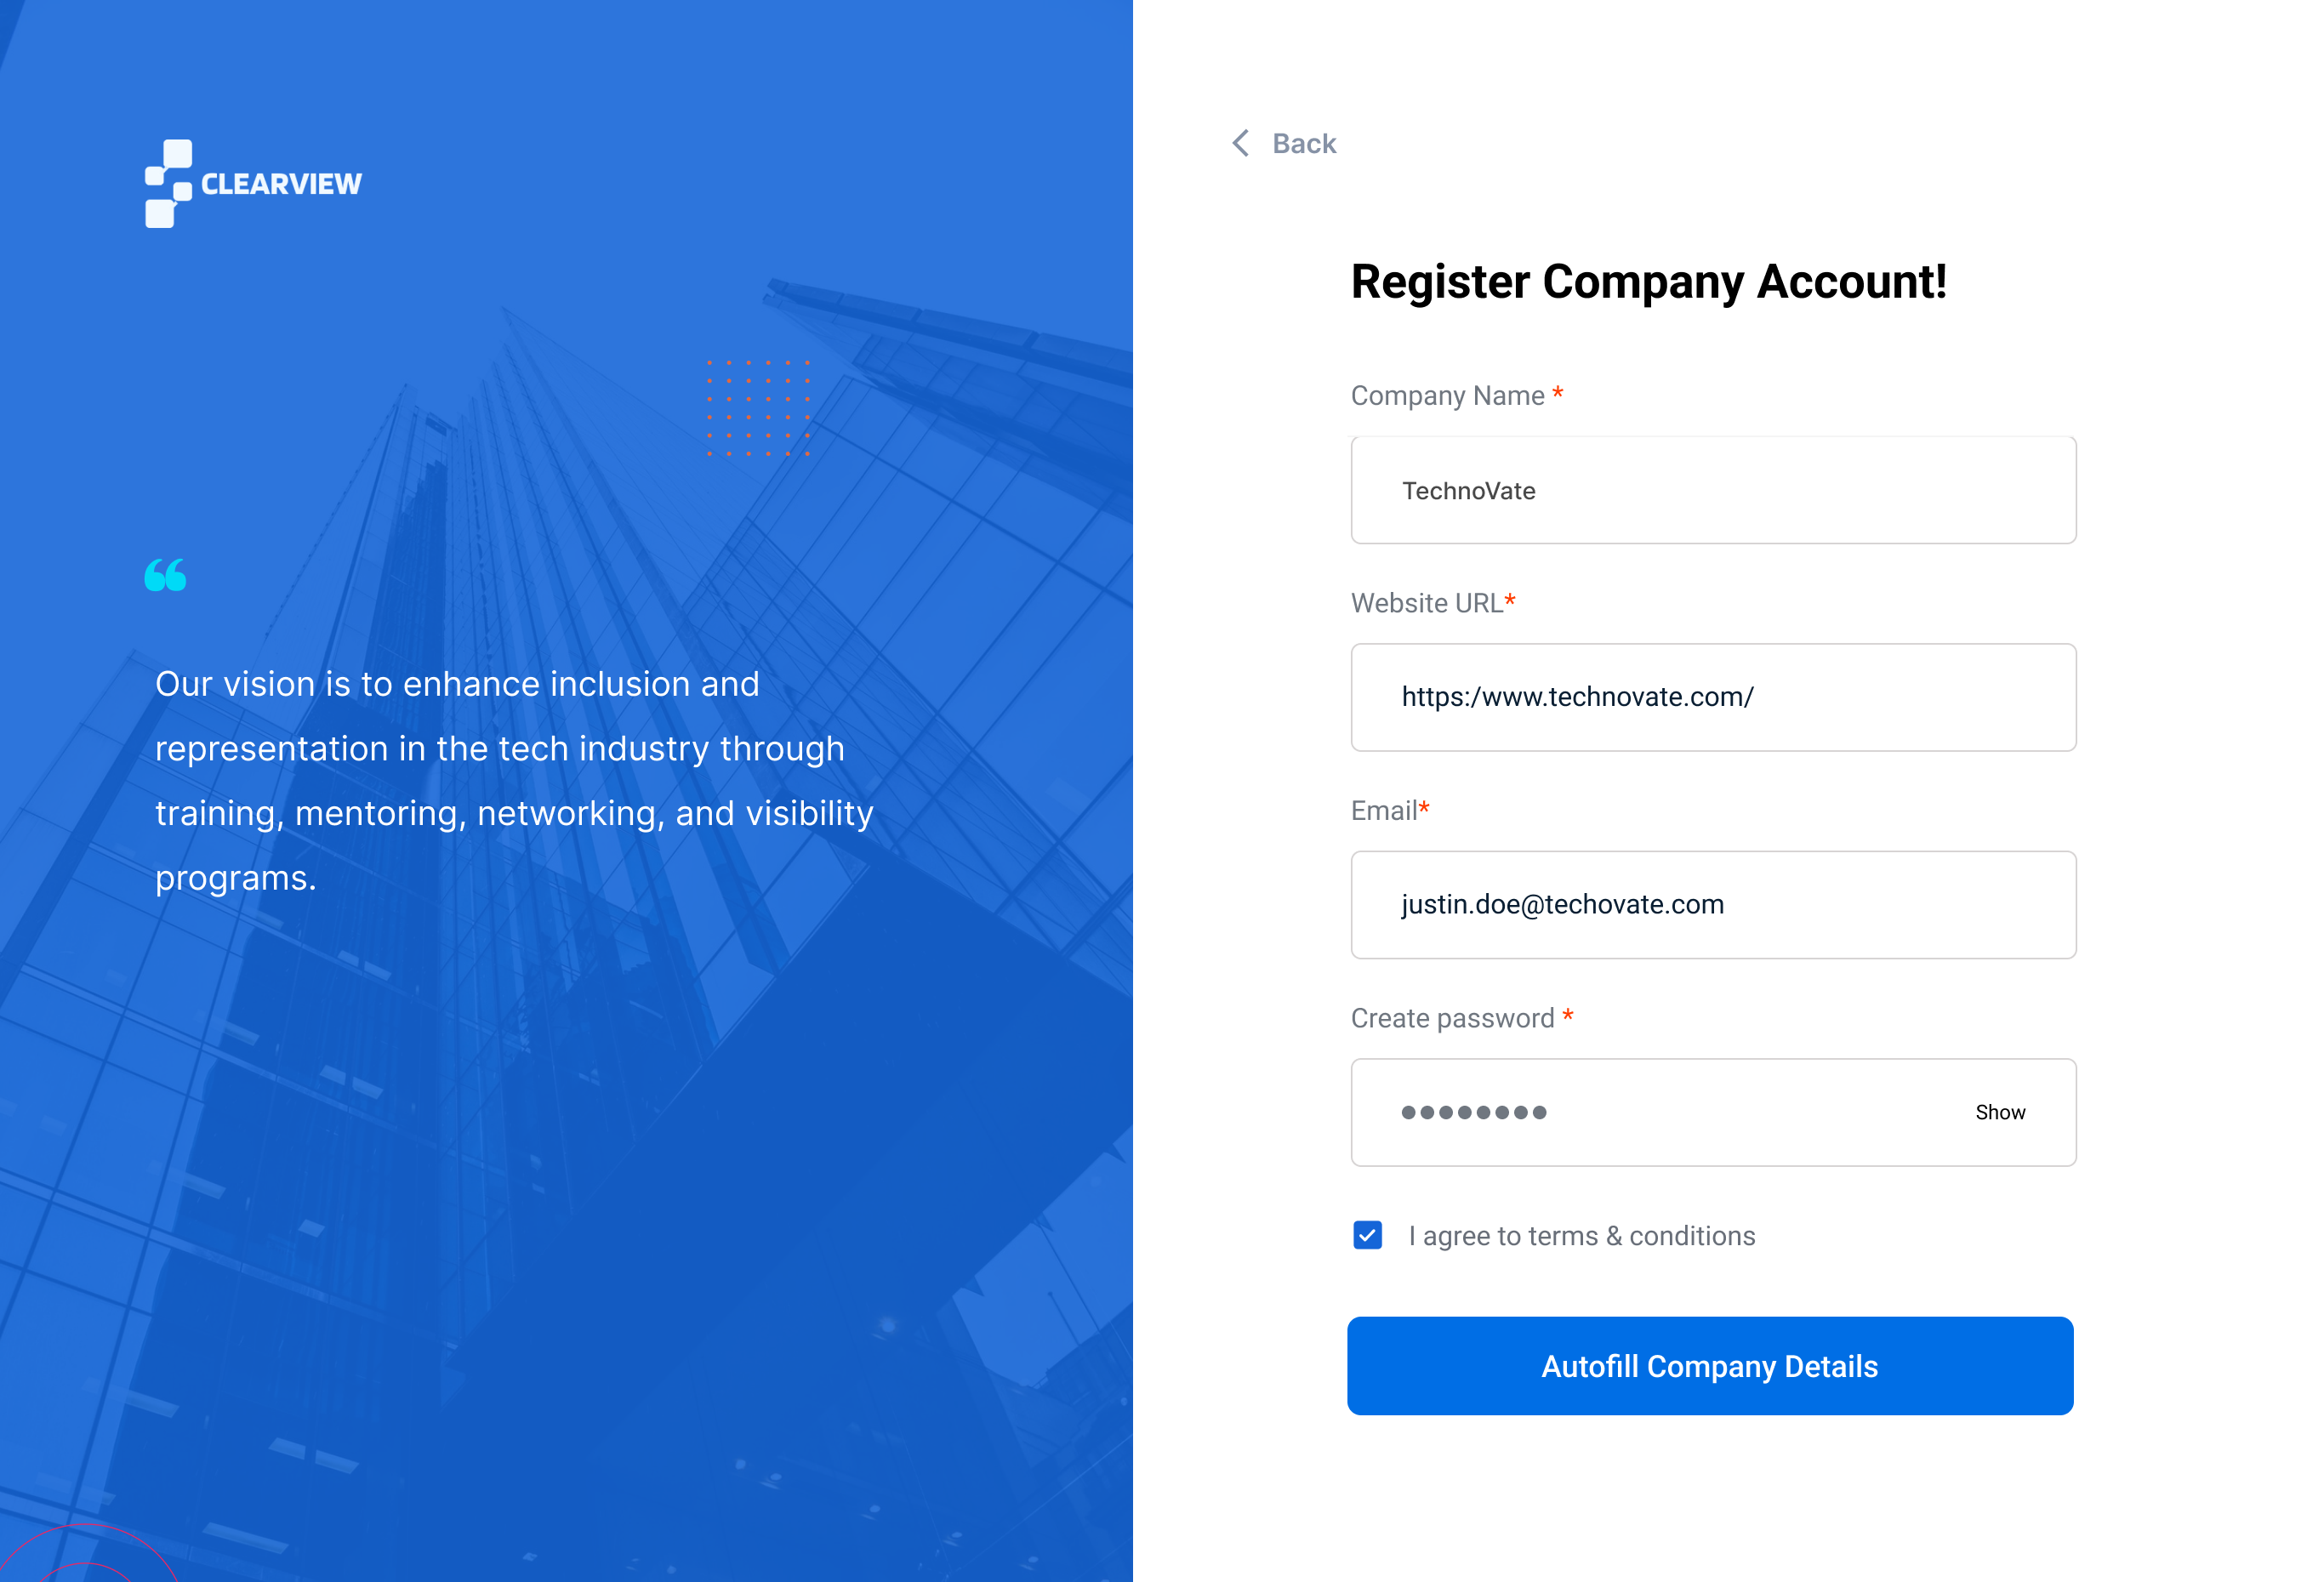 CLEARVIEW
Our vision is to enhance inclusion and
representation in the tech industry through
training, mentoring, networking, and visibility
programs.
Back
Register Company Account!
Company Name *
TechnoVate
Website URL*
https:/www.technovate.com/
Email*
justin.doe@techovate.com
Create password *
Show
I agree to terms & conditions
Autofill Company Details